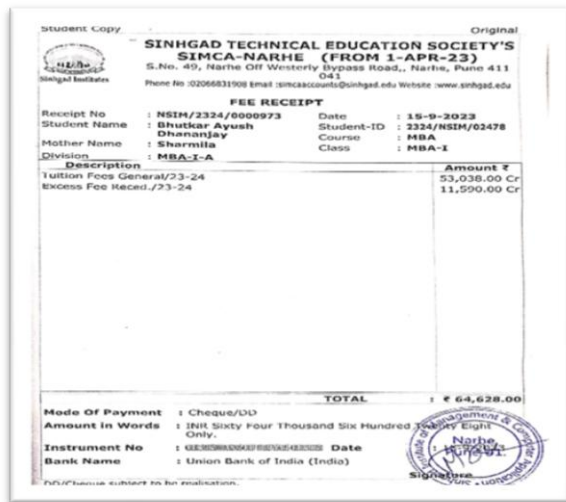 Student Copy Original
SINHGAD TECHNICAL EDUCATION SOCIETY'S
SIMCA-NARHE (FROM 1-APR-23)
Sinhgad Institutes
S.No. 49, Narhe Off Westerly Bypass Road,, Narhe, Pune 411
041
Phone No :02066831908 Email :simcaaccounts@sinhgad.edu Website :www.sinhgad.edu
FEE RECEIPT
Receipt No : NSIM/2324/0000973 Date : 15-9-2023
Student Name : Bhutkar Ayush Student-ID : 2324/NSIM/02478
Dhananjay Course : MBA
Mother Name : Sharmila Class : MBA-I
Division : MBA-I-A
Description Amount ₹
Tuition Fees General/23-24 53,038.00 Cr
Excess Fee Reced./23-24 11,590.00 Cr
TOTAL : ₹ 64,628.00
Mode Of Payment : Cheque/DD
Amount in Words : INR Sixty Four Thousand Six Hundred Twenty Eight
Only.
Instrument No : Date :
Bank Name : Union Bank of India (India)
Narhe,
Signature
DD/Cheque subject to be realisation.